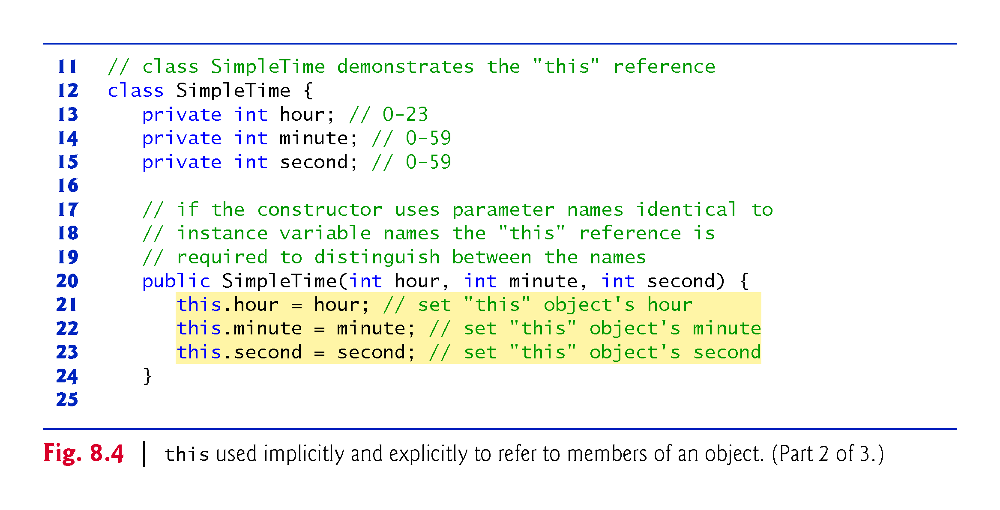 11 // class SimpleTime demonstrates the "this" reference
12 class SimpleTime {
13    private int hour; // 0-23
14    private int minute; // 0-59
15    private int second; // 0-59
16
17    // if the constructor uses parameter names identical to
18    // instance variable names the "this" reference is
19    // required to distinguish between the names
20    public SimpleTime(int hour, int minute, int second) {
21       this.hour = hour; // set "this" object's hour
22       this.minute = minute; // set "this" object's minute
23       this.second = second; // set "this" object's second
24    }
25
Fig. 8.4 | this used implicitly and explicitly to refer to members of an object. (Part 2 of 3.)